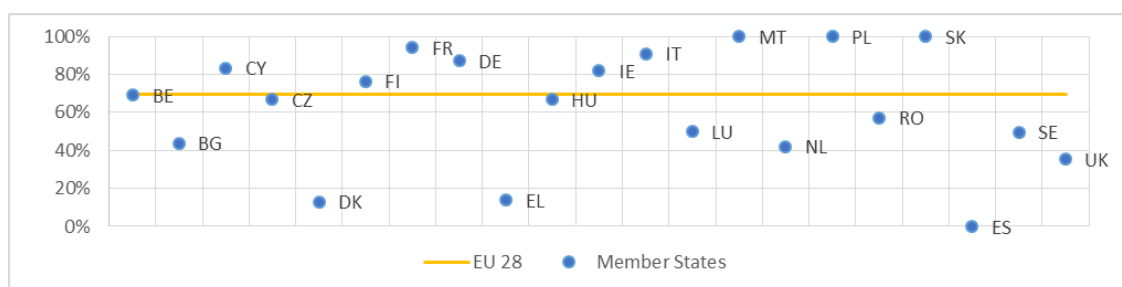 100%
80%
60%
40%
20%
0%
BE
BG
CY
CZ
DK
FI
FR
DE
EL
HU
IE
IT
LU
MT
NL
PL
RO
SK
ES
SE
UK
EU 28
Member States